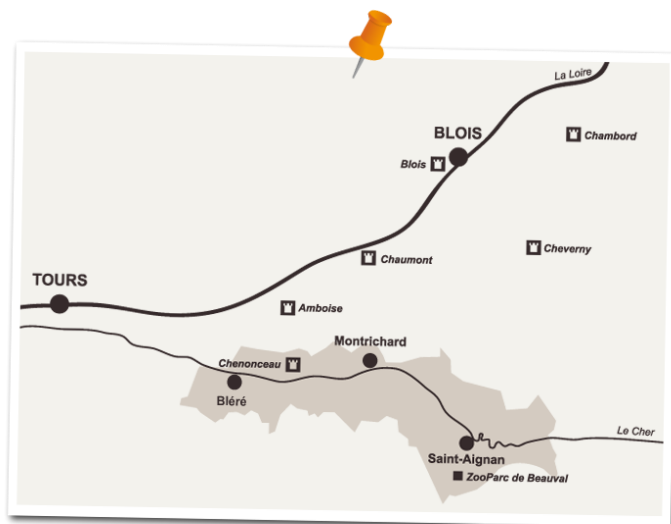 La Loire
BLOIS
Chambord
Blois
Cheverny
Chaumont
TOURS
Amboise
Montrichard
Chenonceau
Bléré
Le Cher
Saint-Aignan
ZooParc de Beauval